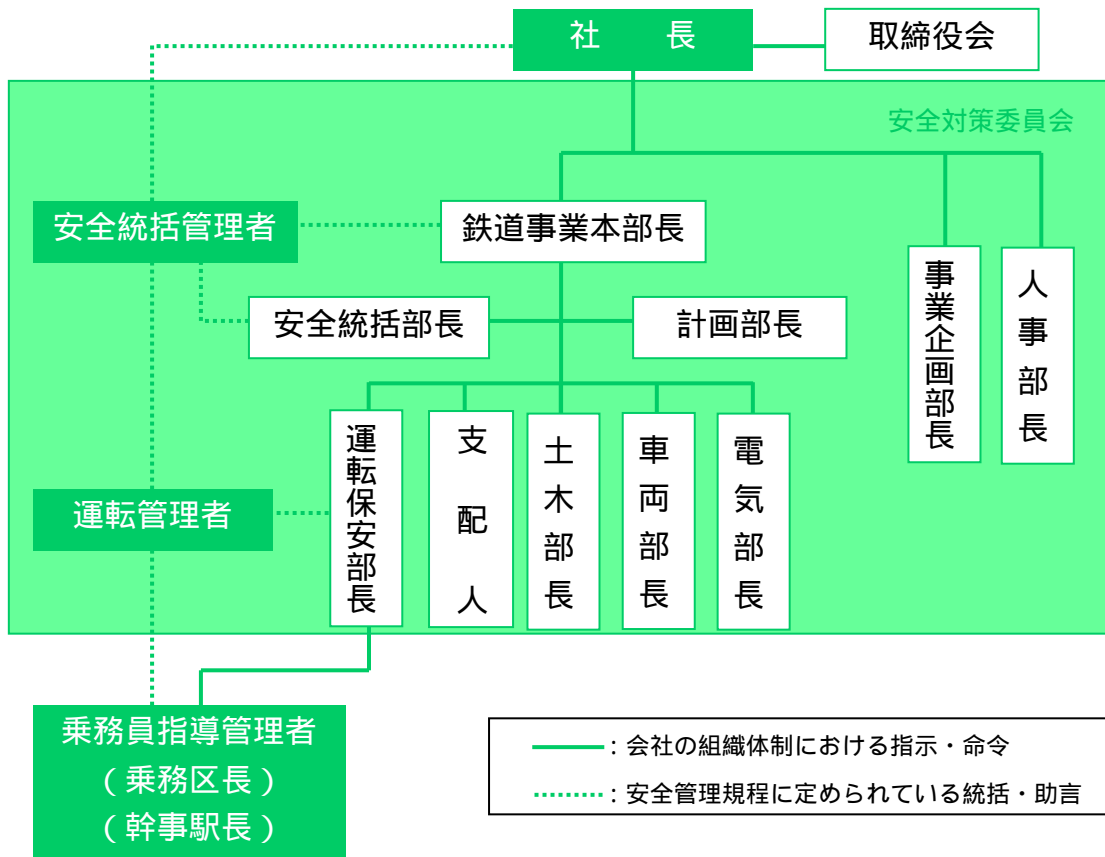 社　　長
取締役会
安全対策委員会
安全統括管理者
鉄道事業本部長
事業企画部長
人事部長
安全統括部長
計画部長
運転保安部長
支配人
土木部長
車両部長
電気部長
運転管理者
乗務員指導管理者
（乗務区長）
（幹事駅長）
：会社の組織体制における指示・命令
：安全管理規程に定められている統括・助言